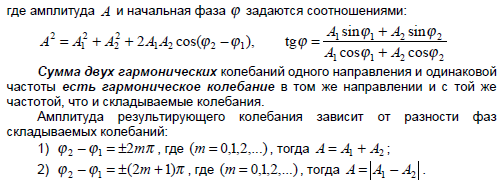 где амплитуда A и начальная фаза φ задаются соотношениями:
A² = A₁² + A₂² + 2A₁A₂ cos(φ₂ − φ₁), tgφ = (A₁ sinφ₁ + A₂ sinφ₂) / (A₁ cosφ₁ + A₂ cosφ₂)
Сумма двух гармонических колебаний одного направления и одинаковой
частоты есть гармоническое колебание в том же направлении и с той же
частотой, что и складываемые колебания.
Амплитуда результирующего колебания зависит от разности фаз
складываемых колебаний:
1) φ₂ − φ₁ = ±2mπ, где (m = 0,1,2,...), тогда A = A₁ + A₂;
2) φ₂ − φ₁ = ±(2m + 1)π, где (m = 0,1,2,...), тогда A = |A₁ − A₂|.